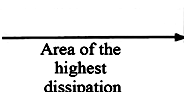 Area of the
highest
dissipation